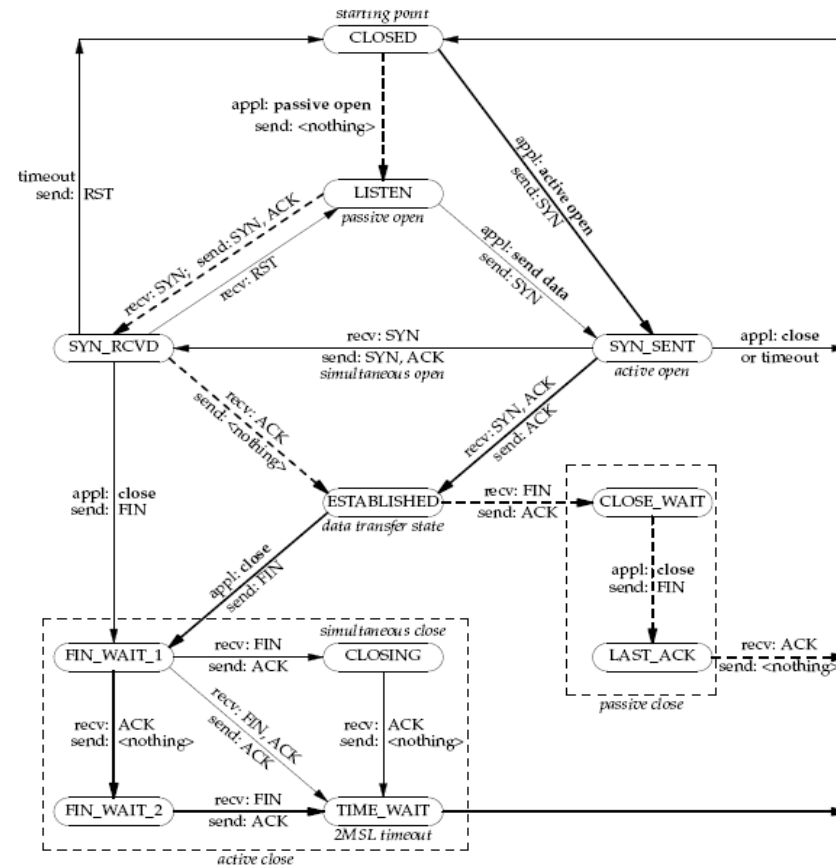 starting point
CLOSED
appl: passive open
send: <nothing>
appl: active open
send: SYN
timeout
send: RST
LISTEN
passive open
recv: SYN; send: SYN, ACK
recv: RST
appl: send data
send: SYN
SYN_RCVD
recv: SYN
send: SYN, ACK
simultaneous open
SYN_SENT
active open
appl: close
or timeout
recv: ACK
send: <nothing>
recv: SYN, ACK
send: ACK
appl: close
send: FIN
ESTABLISHED
data transfer state
recv: FIN
send: ACK
CLOSE_WAIT
appl: close
send: FIN
appl: close
send: FIN
LAST_ACK
recv: ACK
send: <nothing>
passive close
simultaneous close
FIN_WAIT_1
recv: FIN
send: ACK
CLOSING
recv: ACK
send: <nothing>
recv: FIN, ACK
send: ACK
recv: ACK
send: <nothing>
FIN_WAIT_2
recv: FIN
send: ACK
TIME_WAIT
2MSL timeout
active close